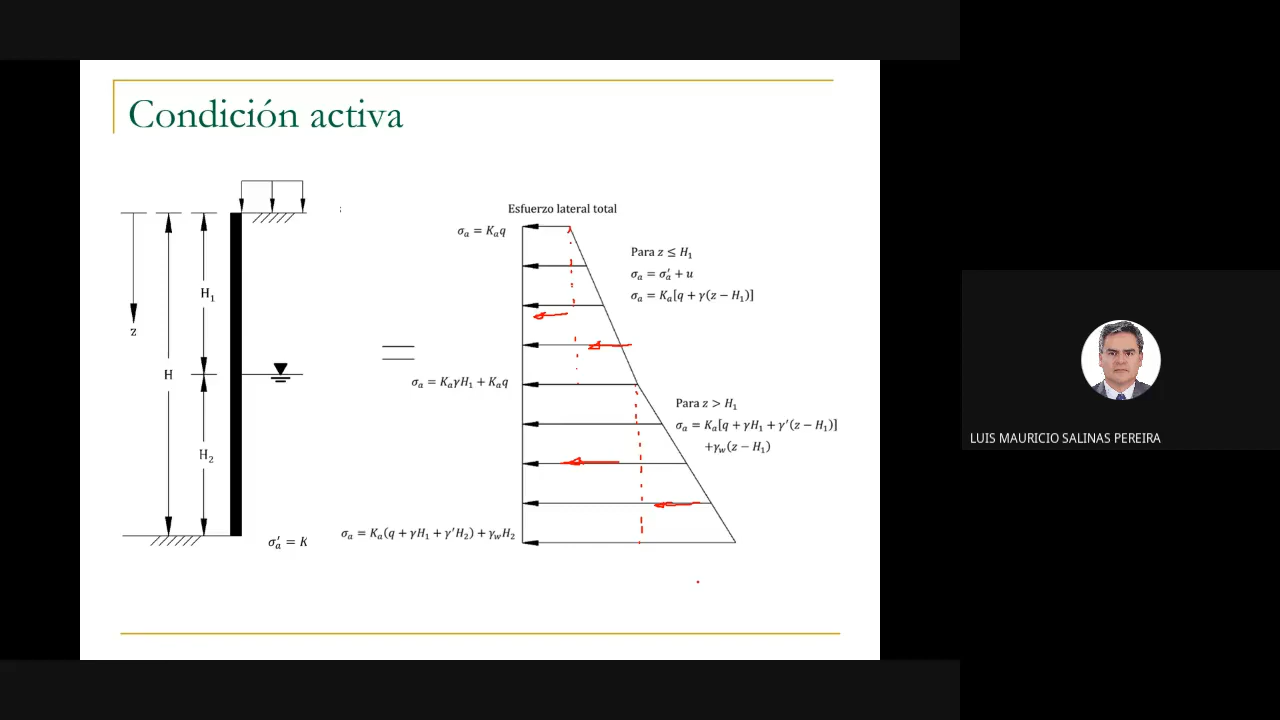 Condición activa
Esfuerzo lateral total
σₐ = Kₐq
Para z ≤ H₁
σₐ = σ′ₐ + u
σₐ = Kₐ[q + γ(z − H₁)]
H₁
z
H
σₐ = KₐγH₁ + Kₐq
Para z > H₁
σₐ = Kₐ[q + γH₁ + γ′(z − H₁)]
+γw(z − H₁)
H₂
σ′ₐ = K
σₐ = Kₐ(q + γH₁ + γ′H₂) + γwH₂
LUIS MAURICIO SALINAS PEREIRA